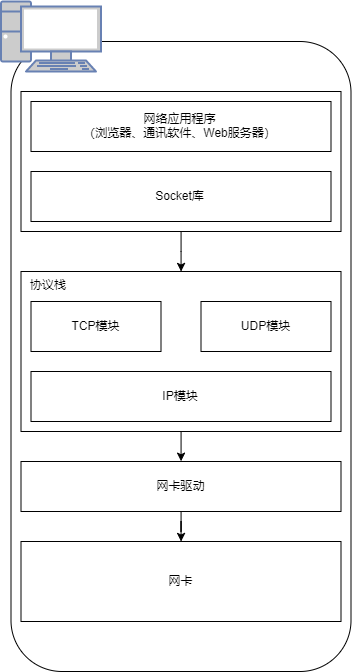 网络应用程序
（浏览器、通讯软件、Web服务器）
Socket库
协议栈
TCP模块
UDP模块
IP模块
网卡驱动
网卡